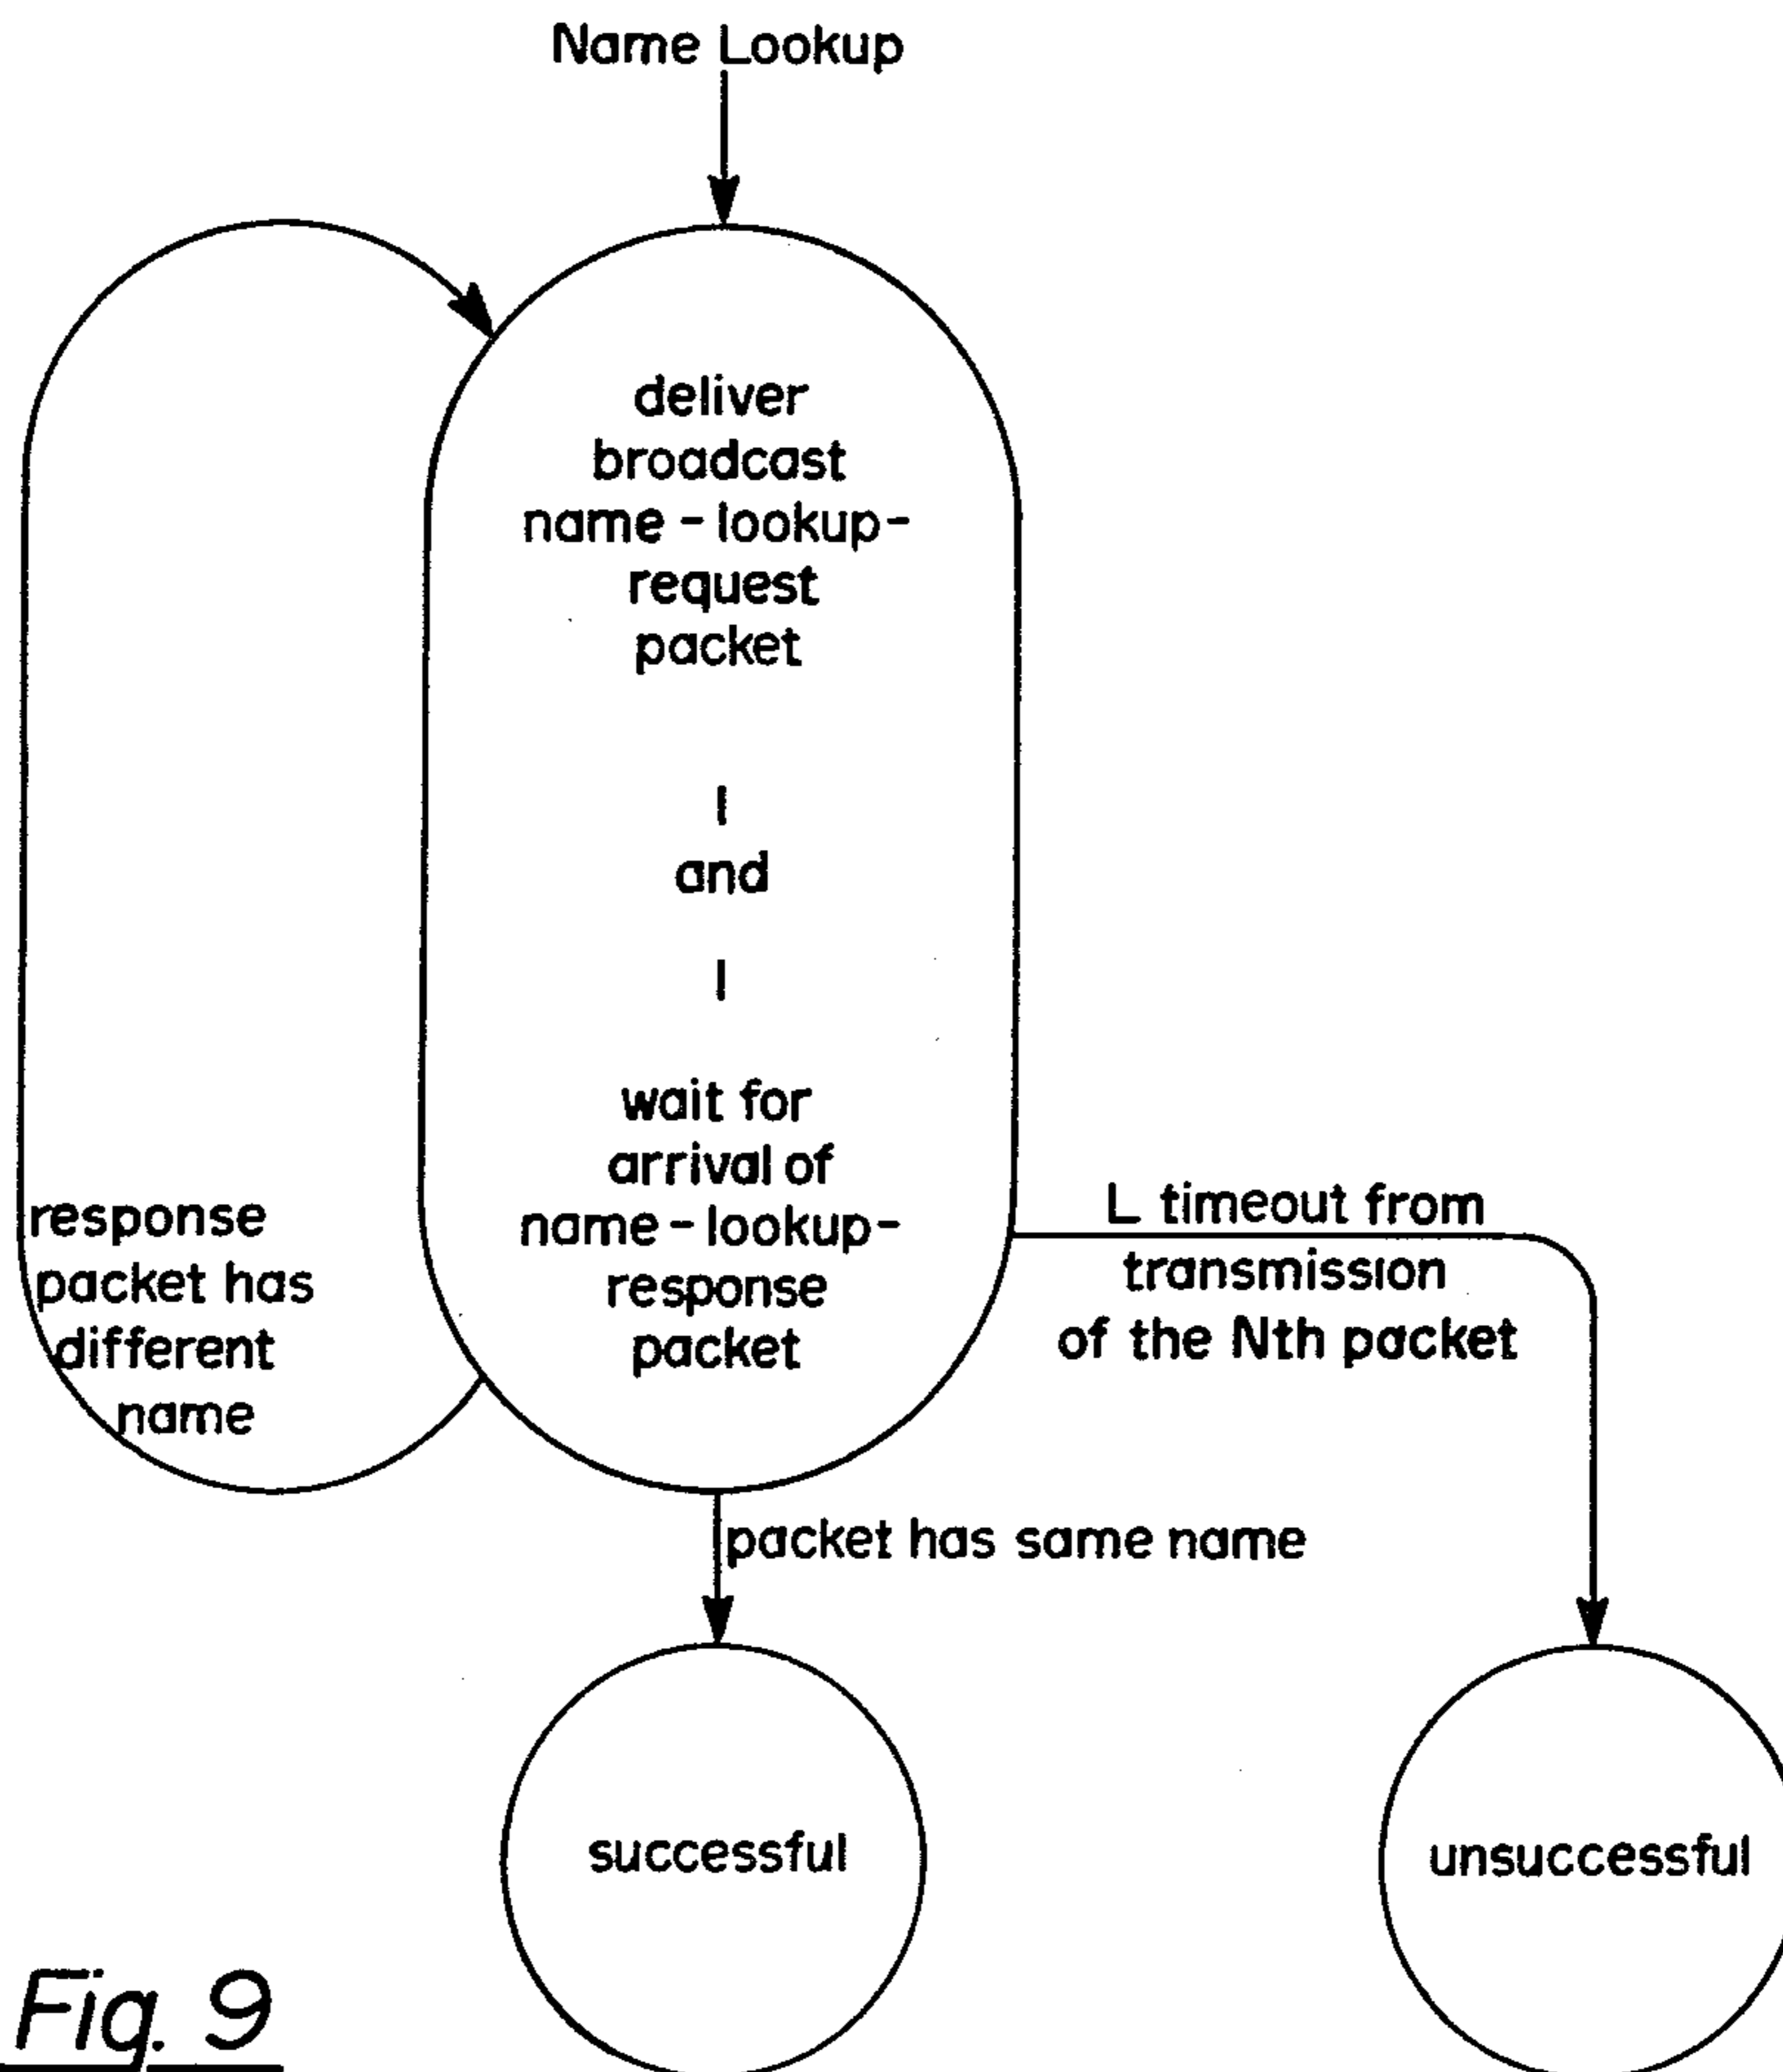 Name Lookup
deliver
broadcast
name - lookup -
request
packet
and
wait for
arrival of
name - lookup -
response
packet
response
packet has
different
name
L timeout from
transmission
of the Nth packet
packet has same name
successful
unsuccessful
Fig. 9